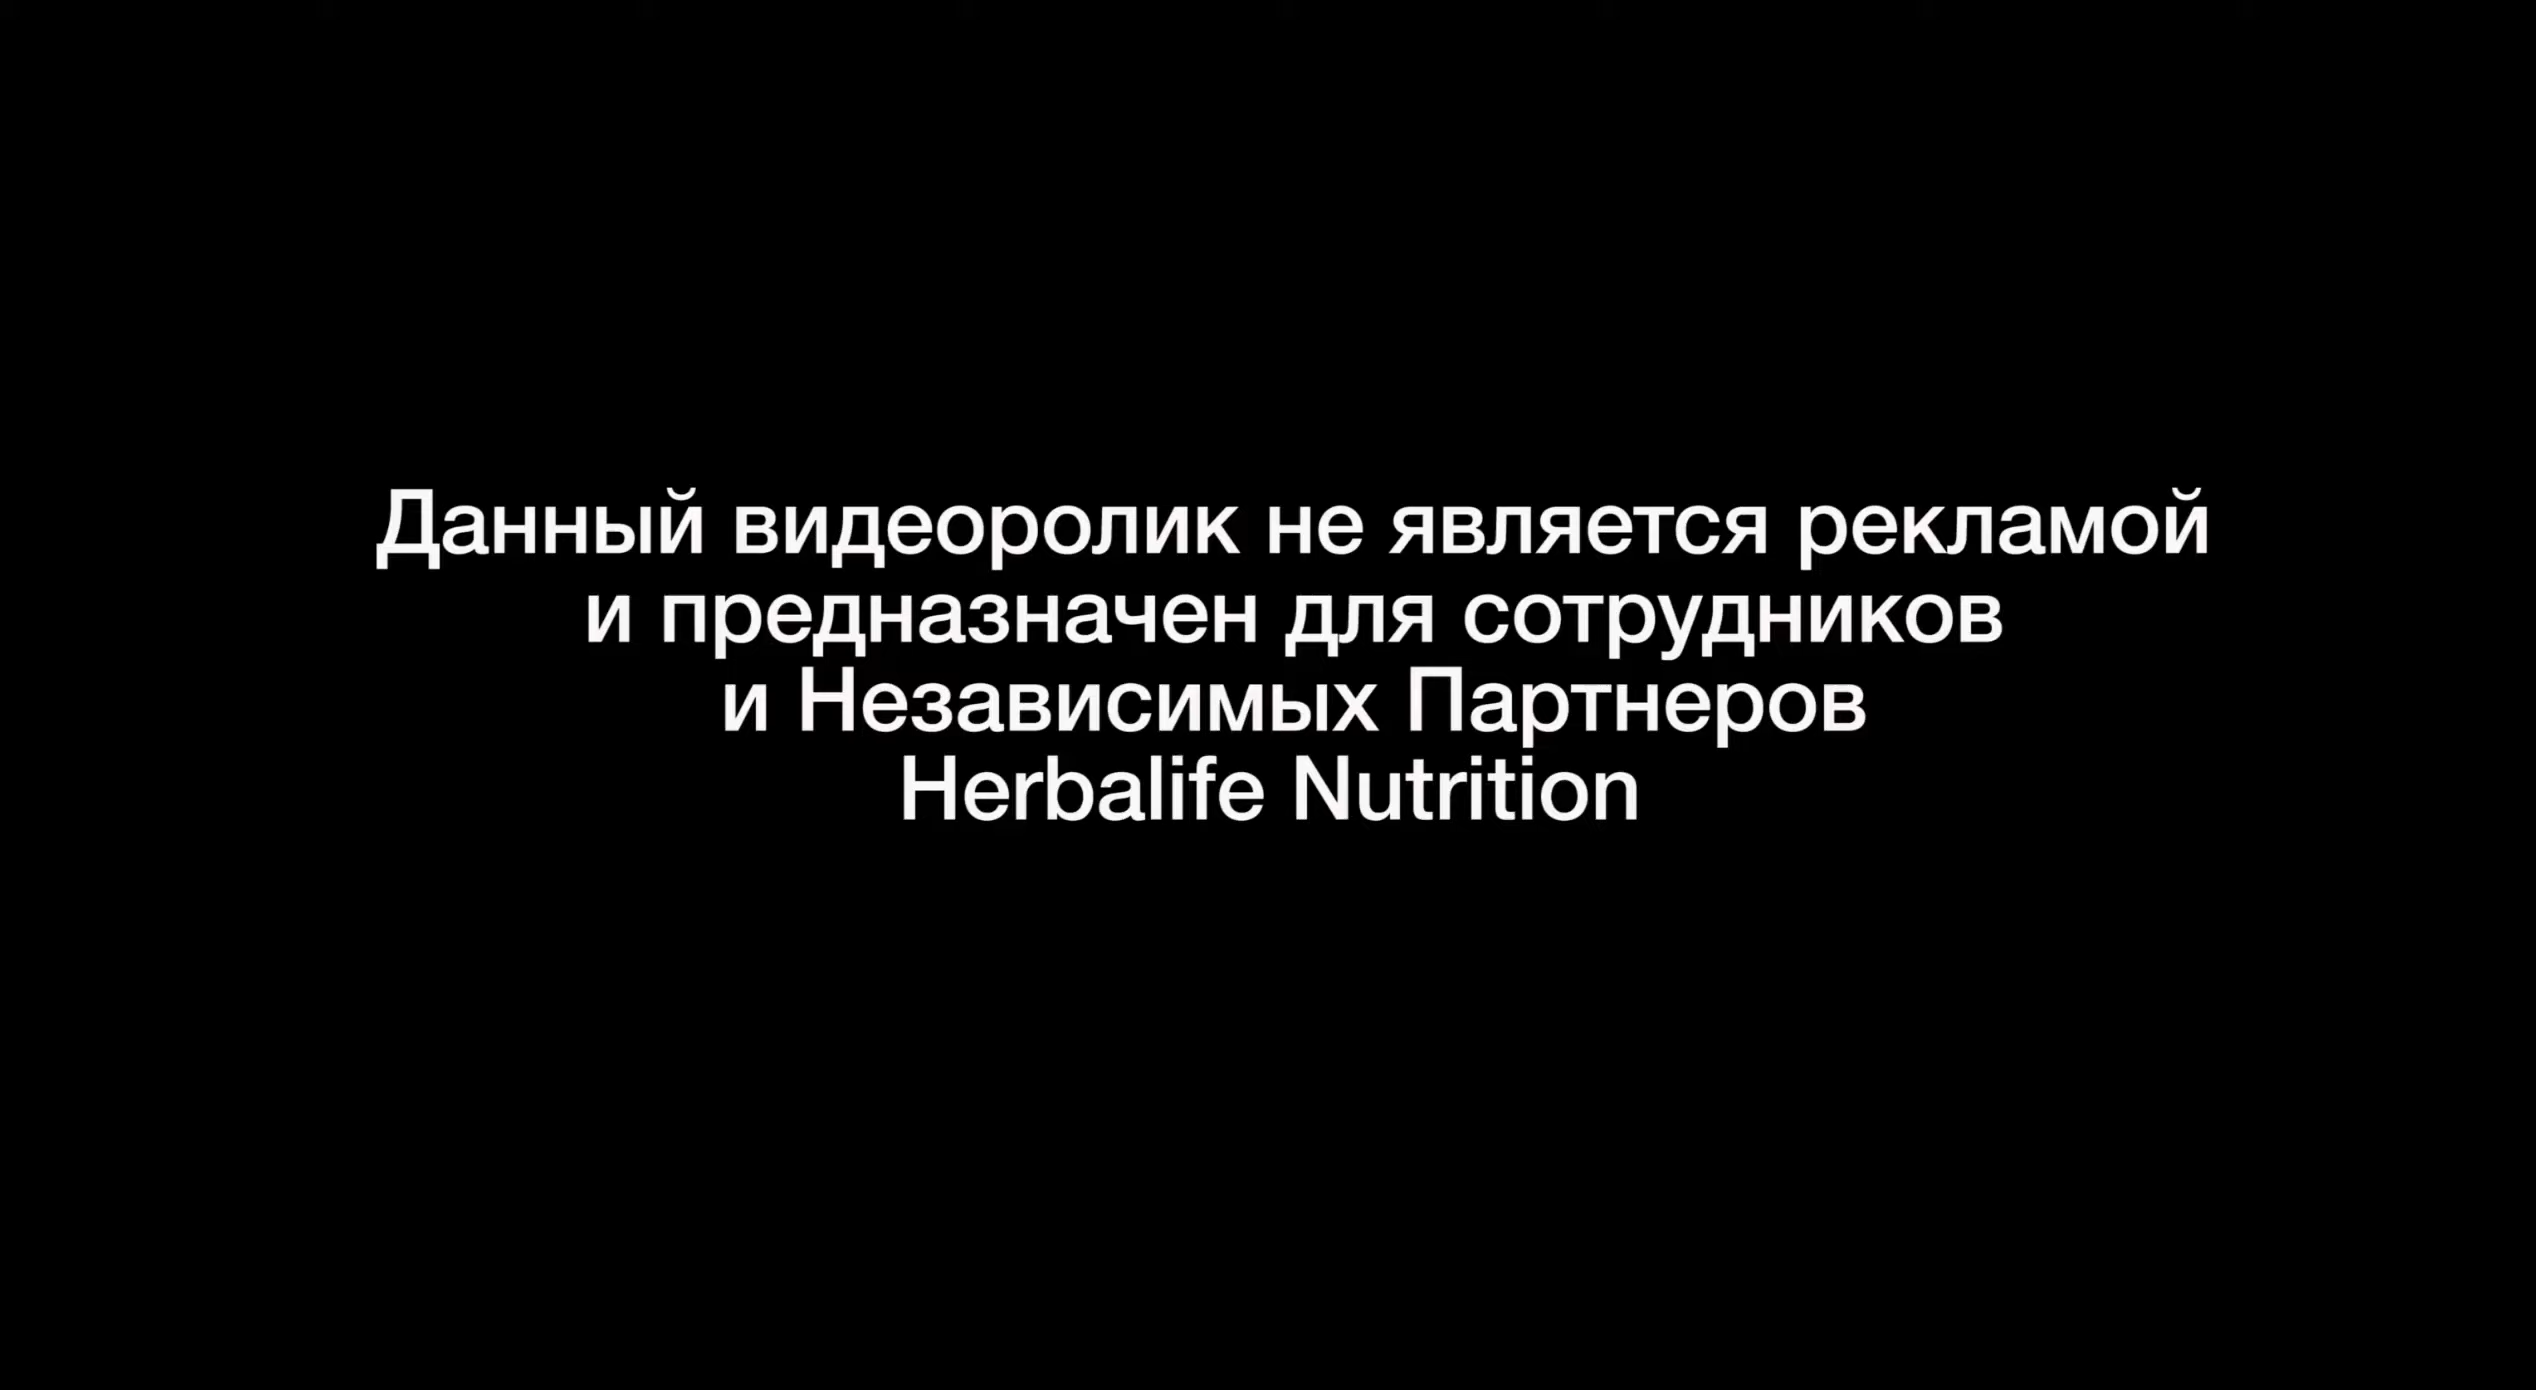 Данный видеоролик не является рекламой
и предназначен для сотрудников
и Независимых Партнеров
Herbalife Nutrition